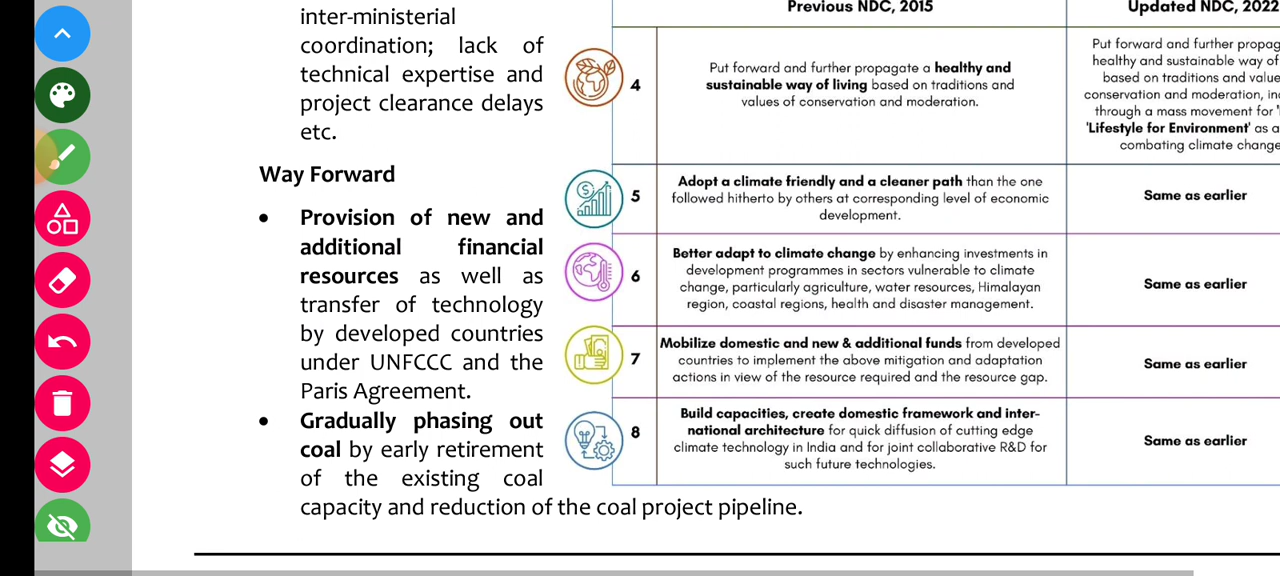 inter-ministerial
coordination; lack of
technical expertise and
project clearance delays
etc.
Way Forward
• Provision of new and
additional financial
resources as well as
transfer of technology
by developed countries
under UNFCCC and the
Paris Agreement.
• Gradually phasing out
coal by early retirement
of the existing coal
capacity and reduction of the coal project pipeline.
Previous NDC, 2015
Updated NDC, 2022
4
Put forward and further propagate a healthy and
sustainable way of living based on traditions and
values of conservation and moderation.
Put forward and further propag
healthy and sustainable way of
based on traditions and value
conservation and moderation, inc
through a mass movement for '
'Lifestyle for Environment' as a
combating climate change
5
Adopt a climate friendly and a cleaner path than the one
followed hitherto by others at corresponding level of economic
development.
Same as earlier
6
Better adapt to climate change by enhancing investments in
development programmes in sectors vulnerable to climate
change, particularly agriculture, water resources, Himalayan
region, coastal regions, health and disaster management.
Same as earlier
7
Mobilize domestic and new & additional funds from developed
countries to implement the above mitigation and adaptation
actions in view of the resource required and the resource gap.
Same as earlier
8
Build capacities, create domestic framework and inter-
national architecture for quick diffusion of cutting edge
climate technology in India and for joint collaborative R&D for
such future technologies.
Same as earlier